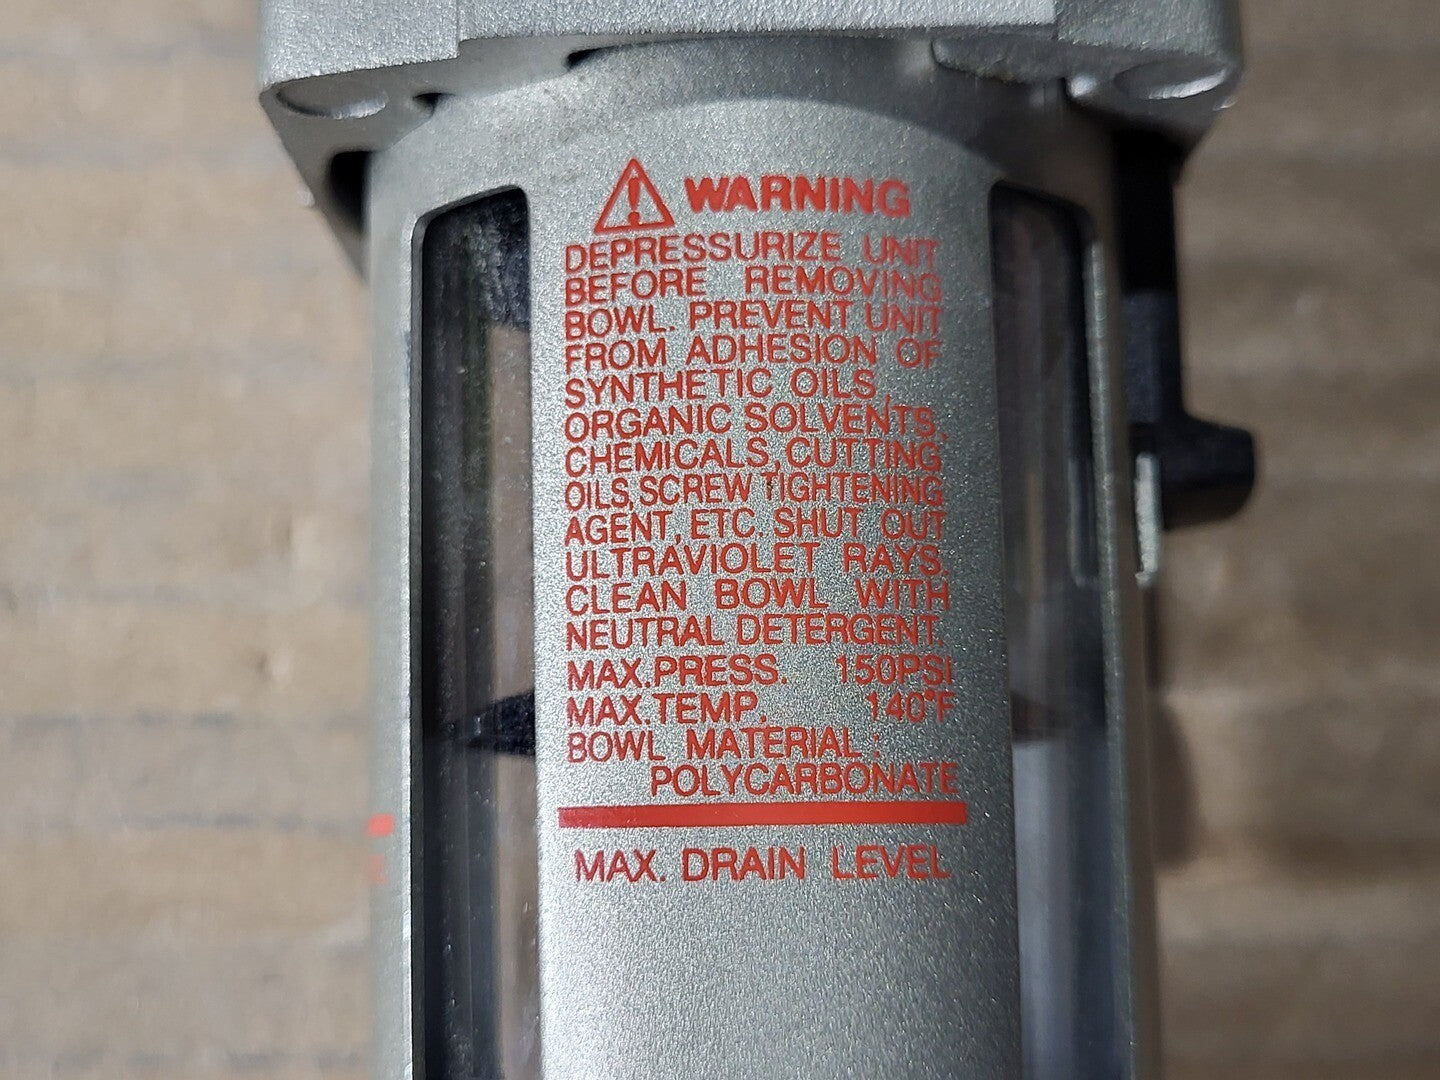 WARNING
DEPRESSURIZE UNIT
BEFORE REMOVING
BOWL. PREVENT UNIT
FROM ADHESION OF
SYNTHETIC OILS,
ORGANIC SOLVENTS,
CHEMICALS, CUTTING
OILS, SCREW TIGHTENING
AGENT, ETC. SHUT OUT
ULTRAVIOLET RAYS.
CLEAN BOWL WITH
NEUTRAL DETERGENT.
MAX. PRESS. 150PSI
MAX. TEMP. 140°F
BOWL MATERIAL :
POLYCARBONATE
MAX. DRAIN LEVEL